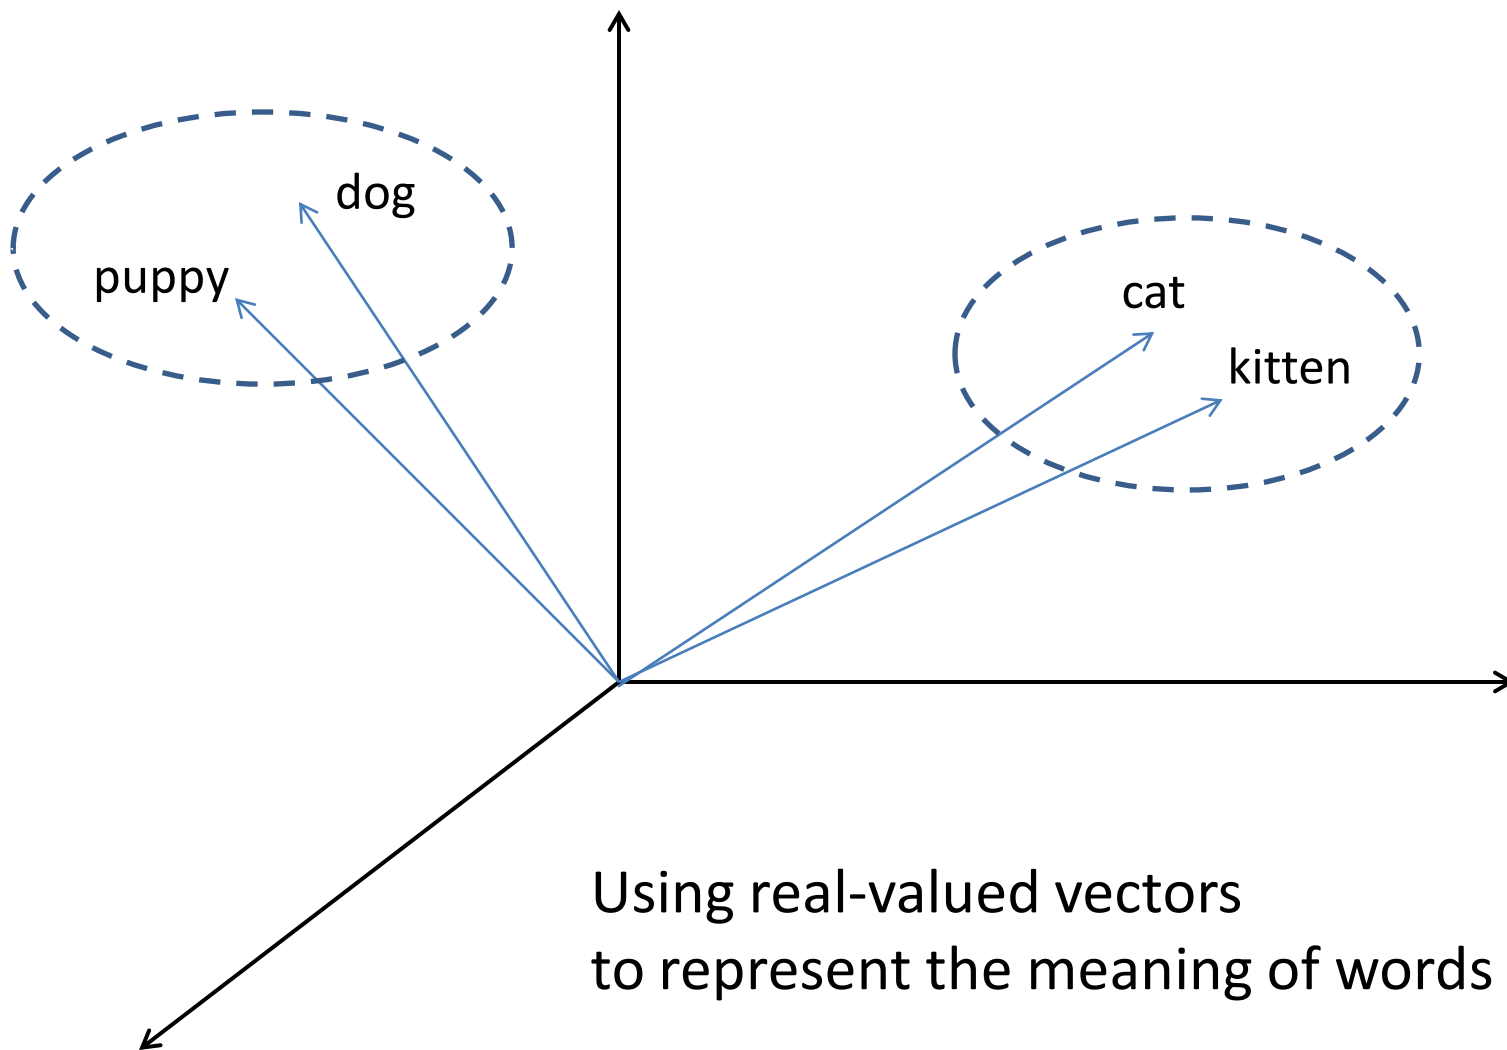 dog
puppy
cat
kitten
Using real-valued vectors
to represent the meaning of words